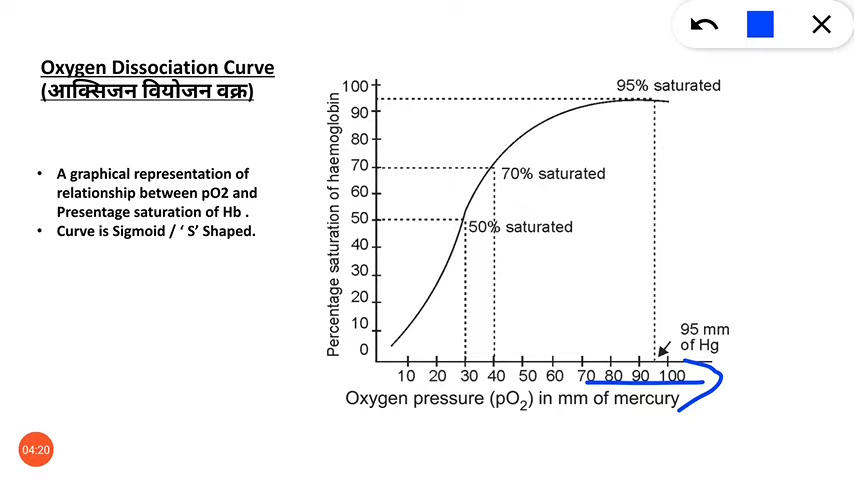 Oxygen Dissociation Curve
(आक्सिजन वियोजन वक्र)
• A graphical representation of
relationship between pO2 and
Presentage saturation of Hb .
• Curve is Sigmoid / ‘ S’ Shaped.
Percentage saturation of haemoglobin
100
90
80
70
60
50
40
30
20
10
0
95% saturated
70% saturated
50% saturated
95 mm
of Hg
10 20 30 40 50 60 70 80 90 100
Oxygen pressure (pO₂) in mm of mercury
04:20